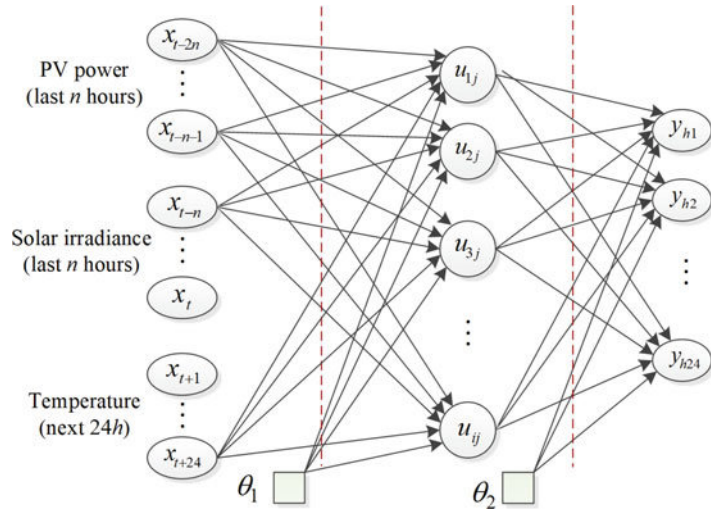 PV power
(last n hours)
Solar irradiance
(last n hours)
Temperature
(next 24h)
x_{t-2n}
x_{t-n-1}
x_{t-n}
x_t
x_{t+1}
x_{t+24}
θ_1
u_{1j}
u_{2j}
u_{3j}
u_{ij}
θ_2
y_{h1}
y_{h2}
y_{h24}